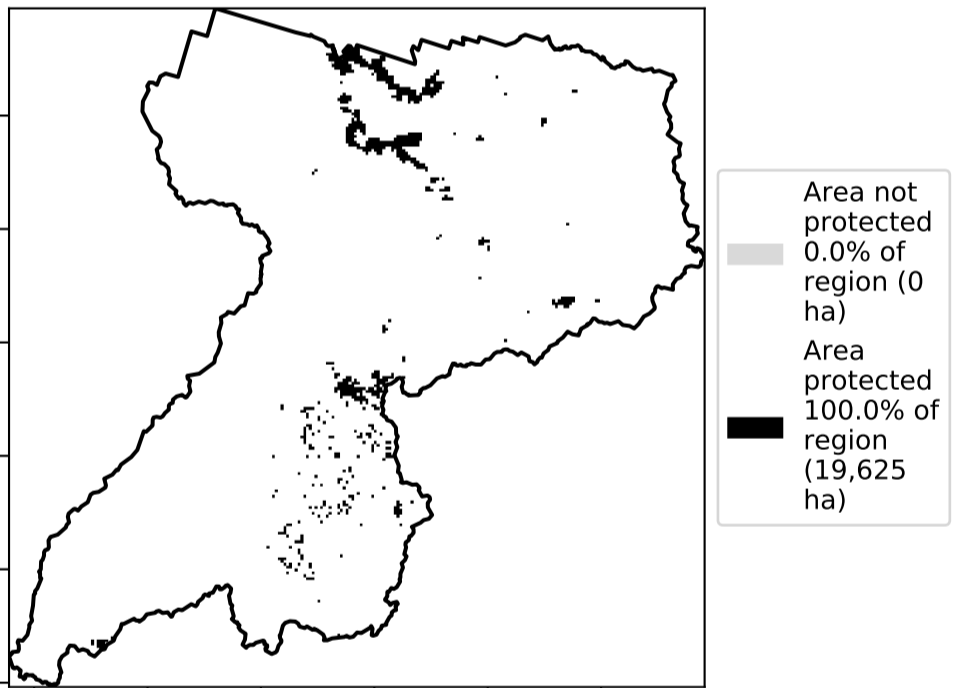 Area not
protected
0.0% of
region (0
ha)
Area
protected
100.0% of
region
(19,625
ha)